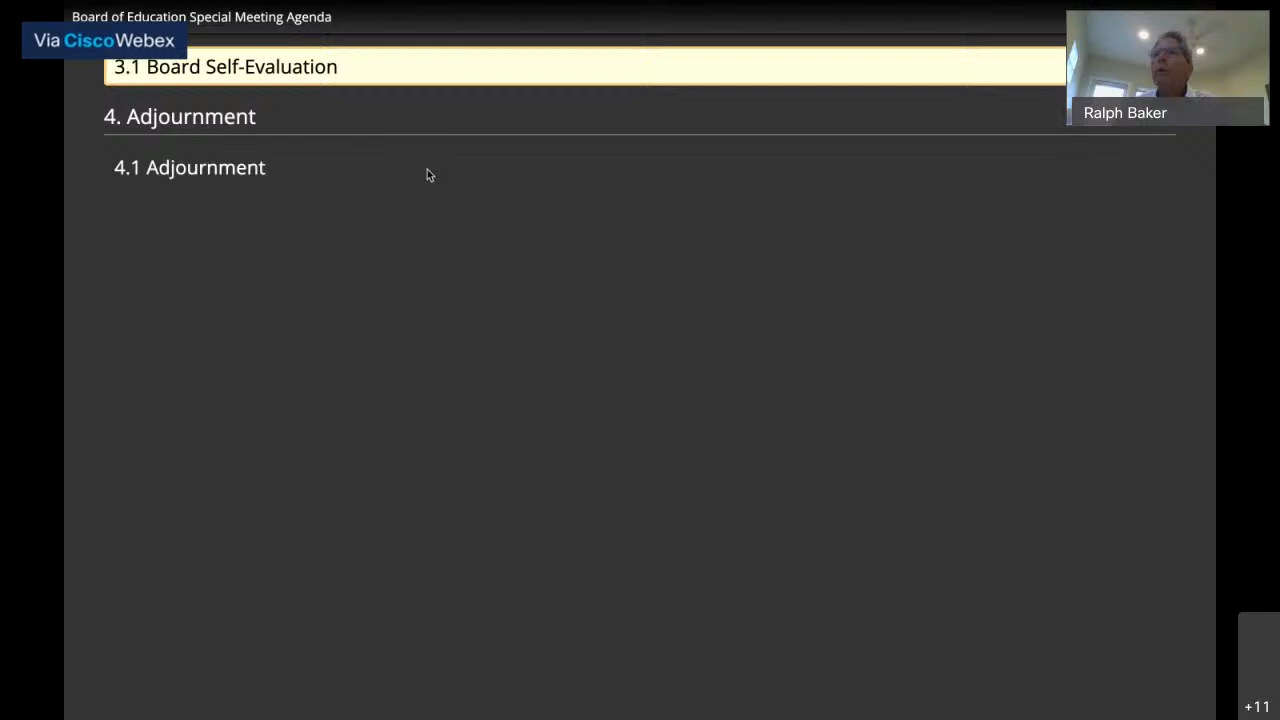 Board of Education Special Meeting Agenda
Via CiscoWebex
3.1 Board Self-Evaluation
Ralph Baker
4. Adjournment
4.1 Adjournment
+11